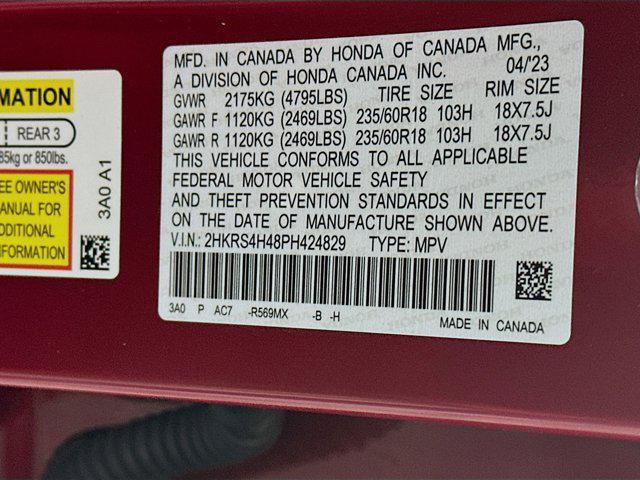 MATION
REAR 3
85kg or 850lbs.
EE OWNER'S
ANUAL FOR
DDITIONAL
FORMATION
3A0 A1
MFD. IN CANADA BY HONDA OF CANADA MFG.,
A DIVISION OF HONDA CANADA INC. 04/'23
GVWR 2175KG (4795LBS) TIRE SIZE RIM SIZE
GAWR F 1120KG (2469LBS) 235/60R18 103H 18X7.5J
GAWR R 1120KG (2469LBS) 235/60R18 103H 18X7.5J
THIS VEHICLE CONFORMS TO ALL APPLICABLE
FEDERAL MOTOR VEHICLE SAFETY
AND THEFT PREVENTION STANDARDS IN EFFECT
ON THE DATE OF MANUFACTURE SHOWN ABOVE.
V.I.N.: 2HKRS4H48PH424829 TYPE: MPV
3A0 P AC7 -R569MX -B -H
MADE IN CANADA